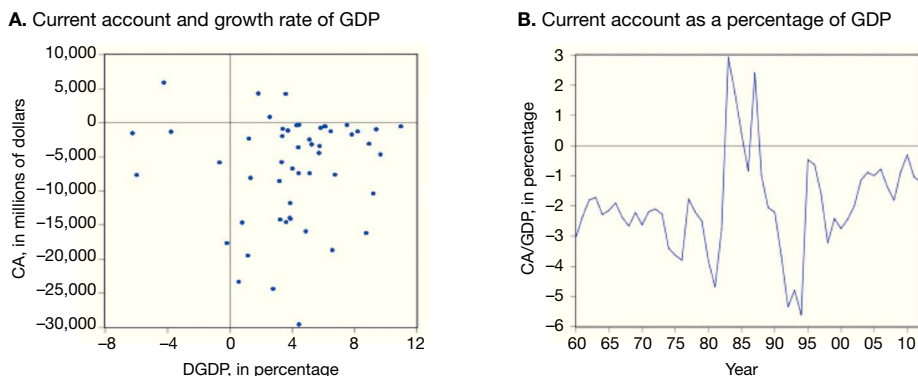 A. Current account and growth rate of GDP
CA, in millions of dollars
10,000
5,000
0
−5,000
−10,000
−15,000
−20,000
−25,000
−30,000
−8 −4 0 4 8 12
DGDP, in percentage
B. Current account as a percentage of GDP
CA/GDP, in percentage
3
2
1
0
−1
−2
−3
−4
−5
−6
60 65 70 75 80 85 90 95 00 05 10
Year